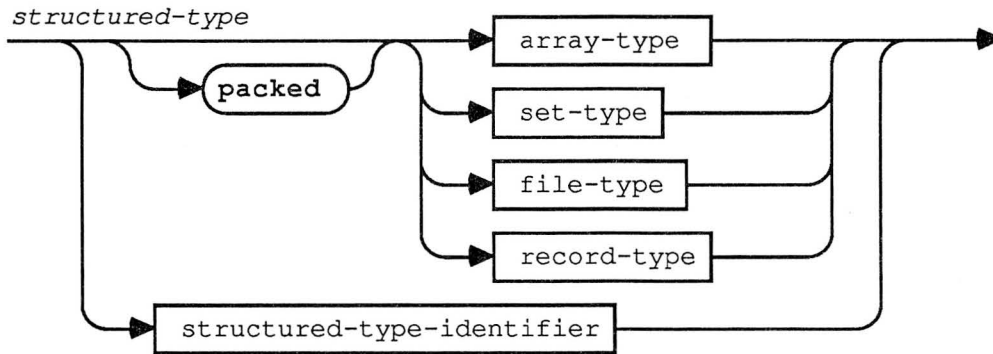 structured-type
array-type
packed
set-type
file-type
record-type
structured-type-identifier